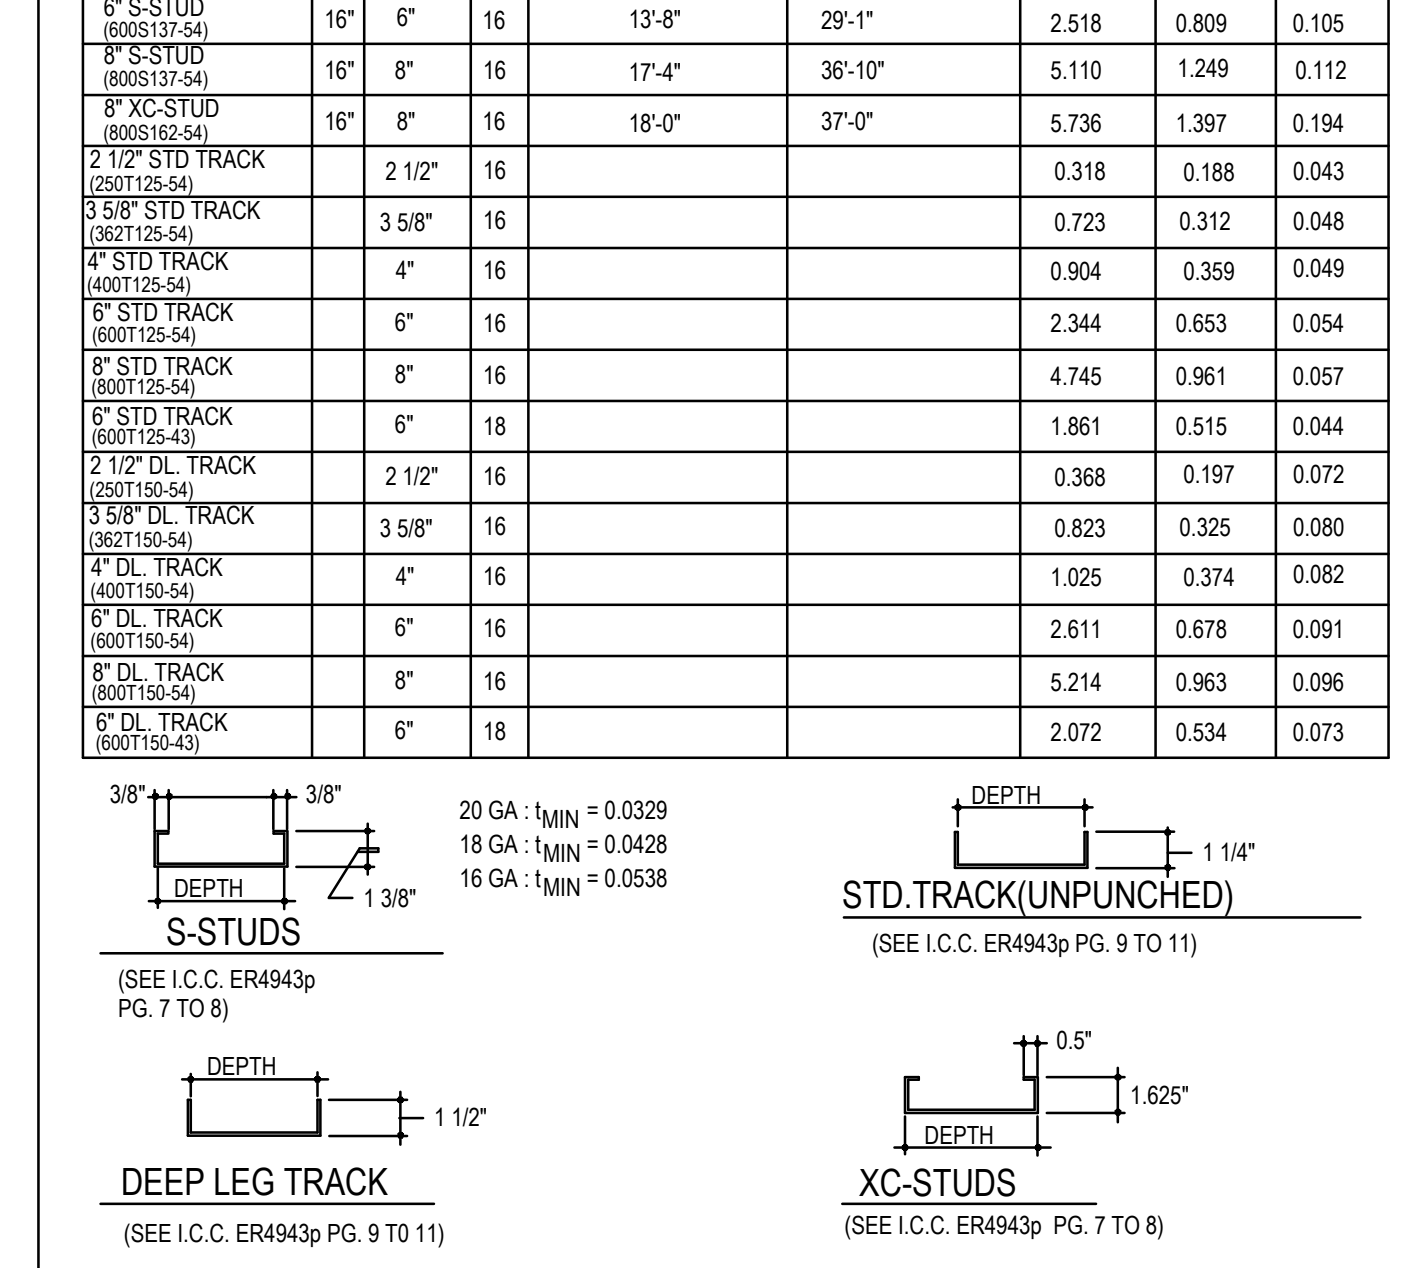 6" S-STUD 16" 6" 16 13'-8" 29'-1" 2.518 0.809 0.105
(600S137-54)
8" S-STUD 16" 8" 16 17'-4" 36'-10" 5.110 1.249 0.112
(800S137-54)
8" XC-STUD 16" 8" 16 18'-0" 37'-0" 5.736 1.397 0.194
(800S162-54)
2 1/2" STD TRACK 2 1/2" 16 0.318 0.188 0.043
(250T125-54)
3 5/8" STD TRACK 3 5/8" 16 0.723 0.312 0.048
(362T125-54)
4" STD TRACK 4" 16 0.904 0.359 0.049
(400T125-54)
6" STD TRACK 6" 16 2.344 0.653 0.054
(600T125-54)
8" STD TRACK 8" 16 4.745 0.961 0.057
(800T125-54)
6" STD TRACK 6" 18 1.861 0.515 0.044
(600T125-43)
2 1/2" DL. TRACK 2 1/2" 16 0.368 0.197 0.072
(250T150-54)
3 5/8" DL. TRACK 3 5/8" 16 0.823 0.325 0.080
(362T150-54)
4" DL. TRACK 4" 16 1.025 0.374 0.082
(400T150-54)
6" DL. TRACK 6" 16 2.611 0.678 0.091
(600T150-54)
8" DL. TRACK 8" 16 5.214 0.963 0.096
(800T150-54)
6" DL. TRACK 6" 18 2.072 0.534 0.073
(600T150-43)
3/8" 3/8"
DEPTH
1 3/8"
S-STUDS
(SEE I.C.C. ER4943p
PG. 7 TO 8)
20 GA : tMIN = 0.0329
18 GA : tMIN = 0.0428
16 GA : tMIN = 0.0538
DEPTH
1 1/4"
STD.TRACK(UNPUNCHED)
(SEE I.C.C. ER4943p PG. 9 TO 11)
DEPTH
1 1/2"
DEEP LEG TRACK
(SEE I.C.C. ER4943p PG. 9 T0 11)
0.5"
1.625"
DEPTH
XC-STUDS
(SEE I.C.C. ER4943p PG. 7 TO 8)